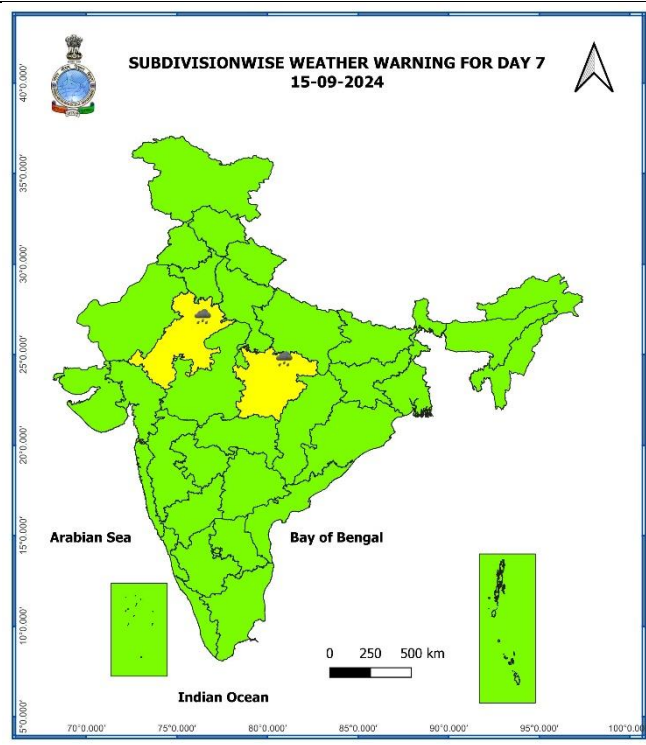 SUBDIVISIONWISE WEATHER WARNING FOR DAY 7
15-09-2024
40°0.000'
35°0.000'
30°0.000'
25°0.000'
20°0.000'
15°0.000'
10°0.000'
5°0.000'
Arabian Sea
Bay of Bengal
0 250 500 km
Indian Ocean
70°0.000' 75°0.000' 80°0.000' 85°0.000' 90°0.000' 95°0.000' 100°0.0